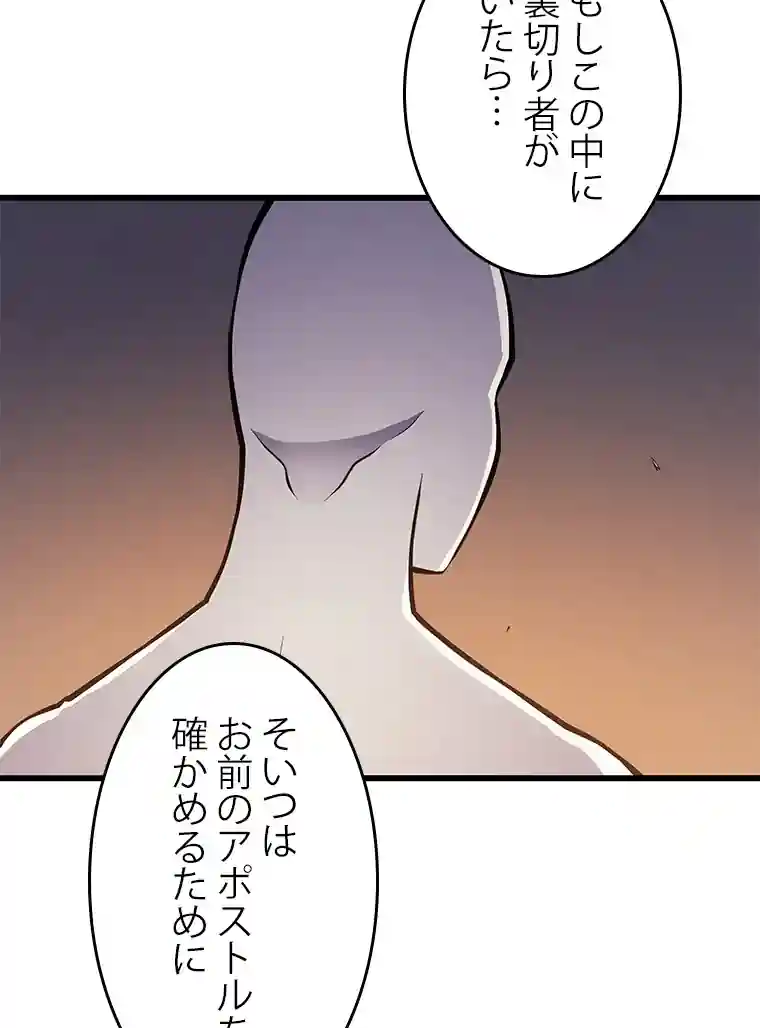 もしこの中に
裏切り者が
いたら…
そいつは
お前のアポストルを
確かめるために